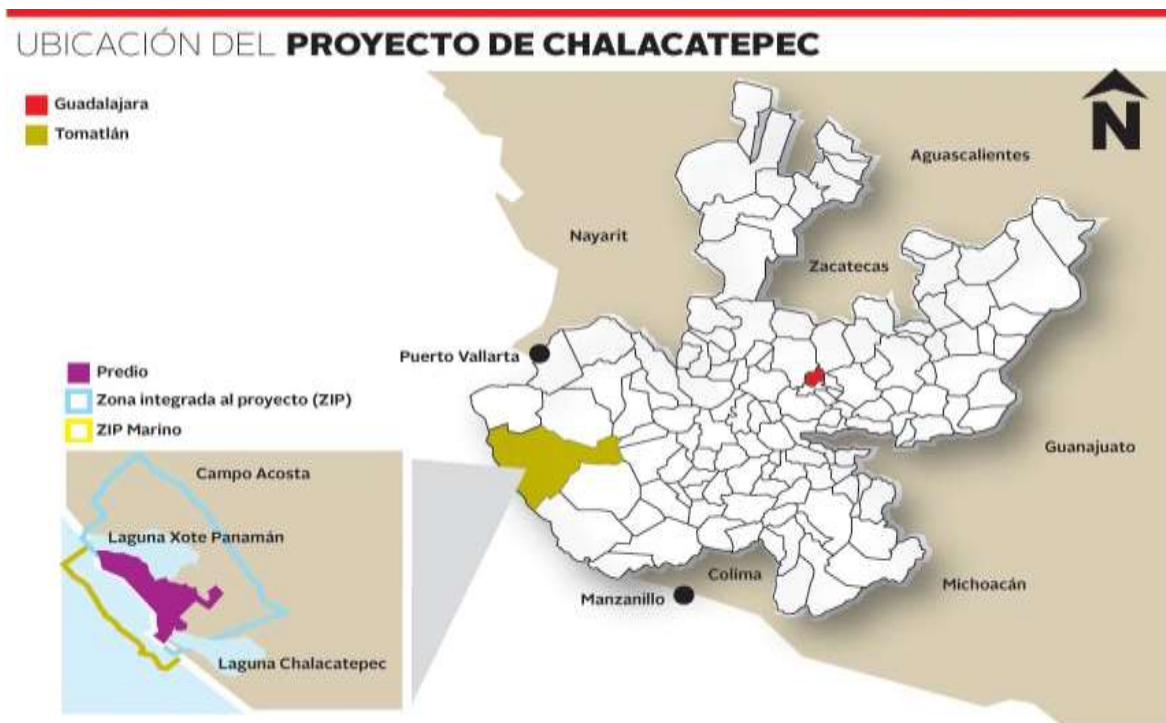 UBICACIÓN DEL PROYECTO DE CHALACATEPEC
Guadalajara
Tomatlán
N
Aguascalientes
Nayarit
Zacatecas
Puerto Vallarta
Predio
Zona integrada al proyecto (ZIP)
ZIP Marino
Guanajuato
Campo Acosta
Laguna Xote Panamán
Colima
Manzanillo
Michoacán
Laguna Chalacatepec